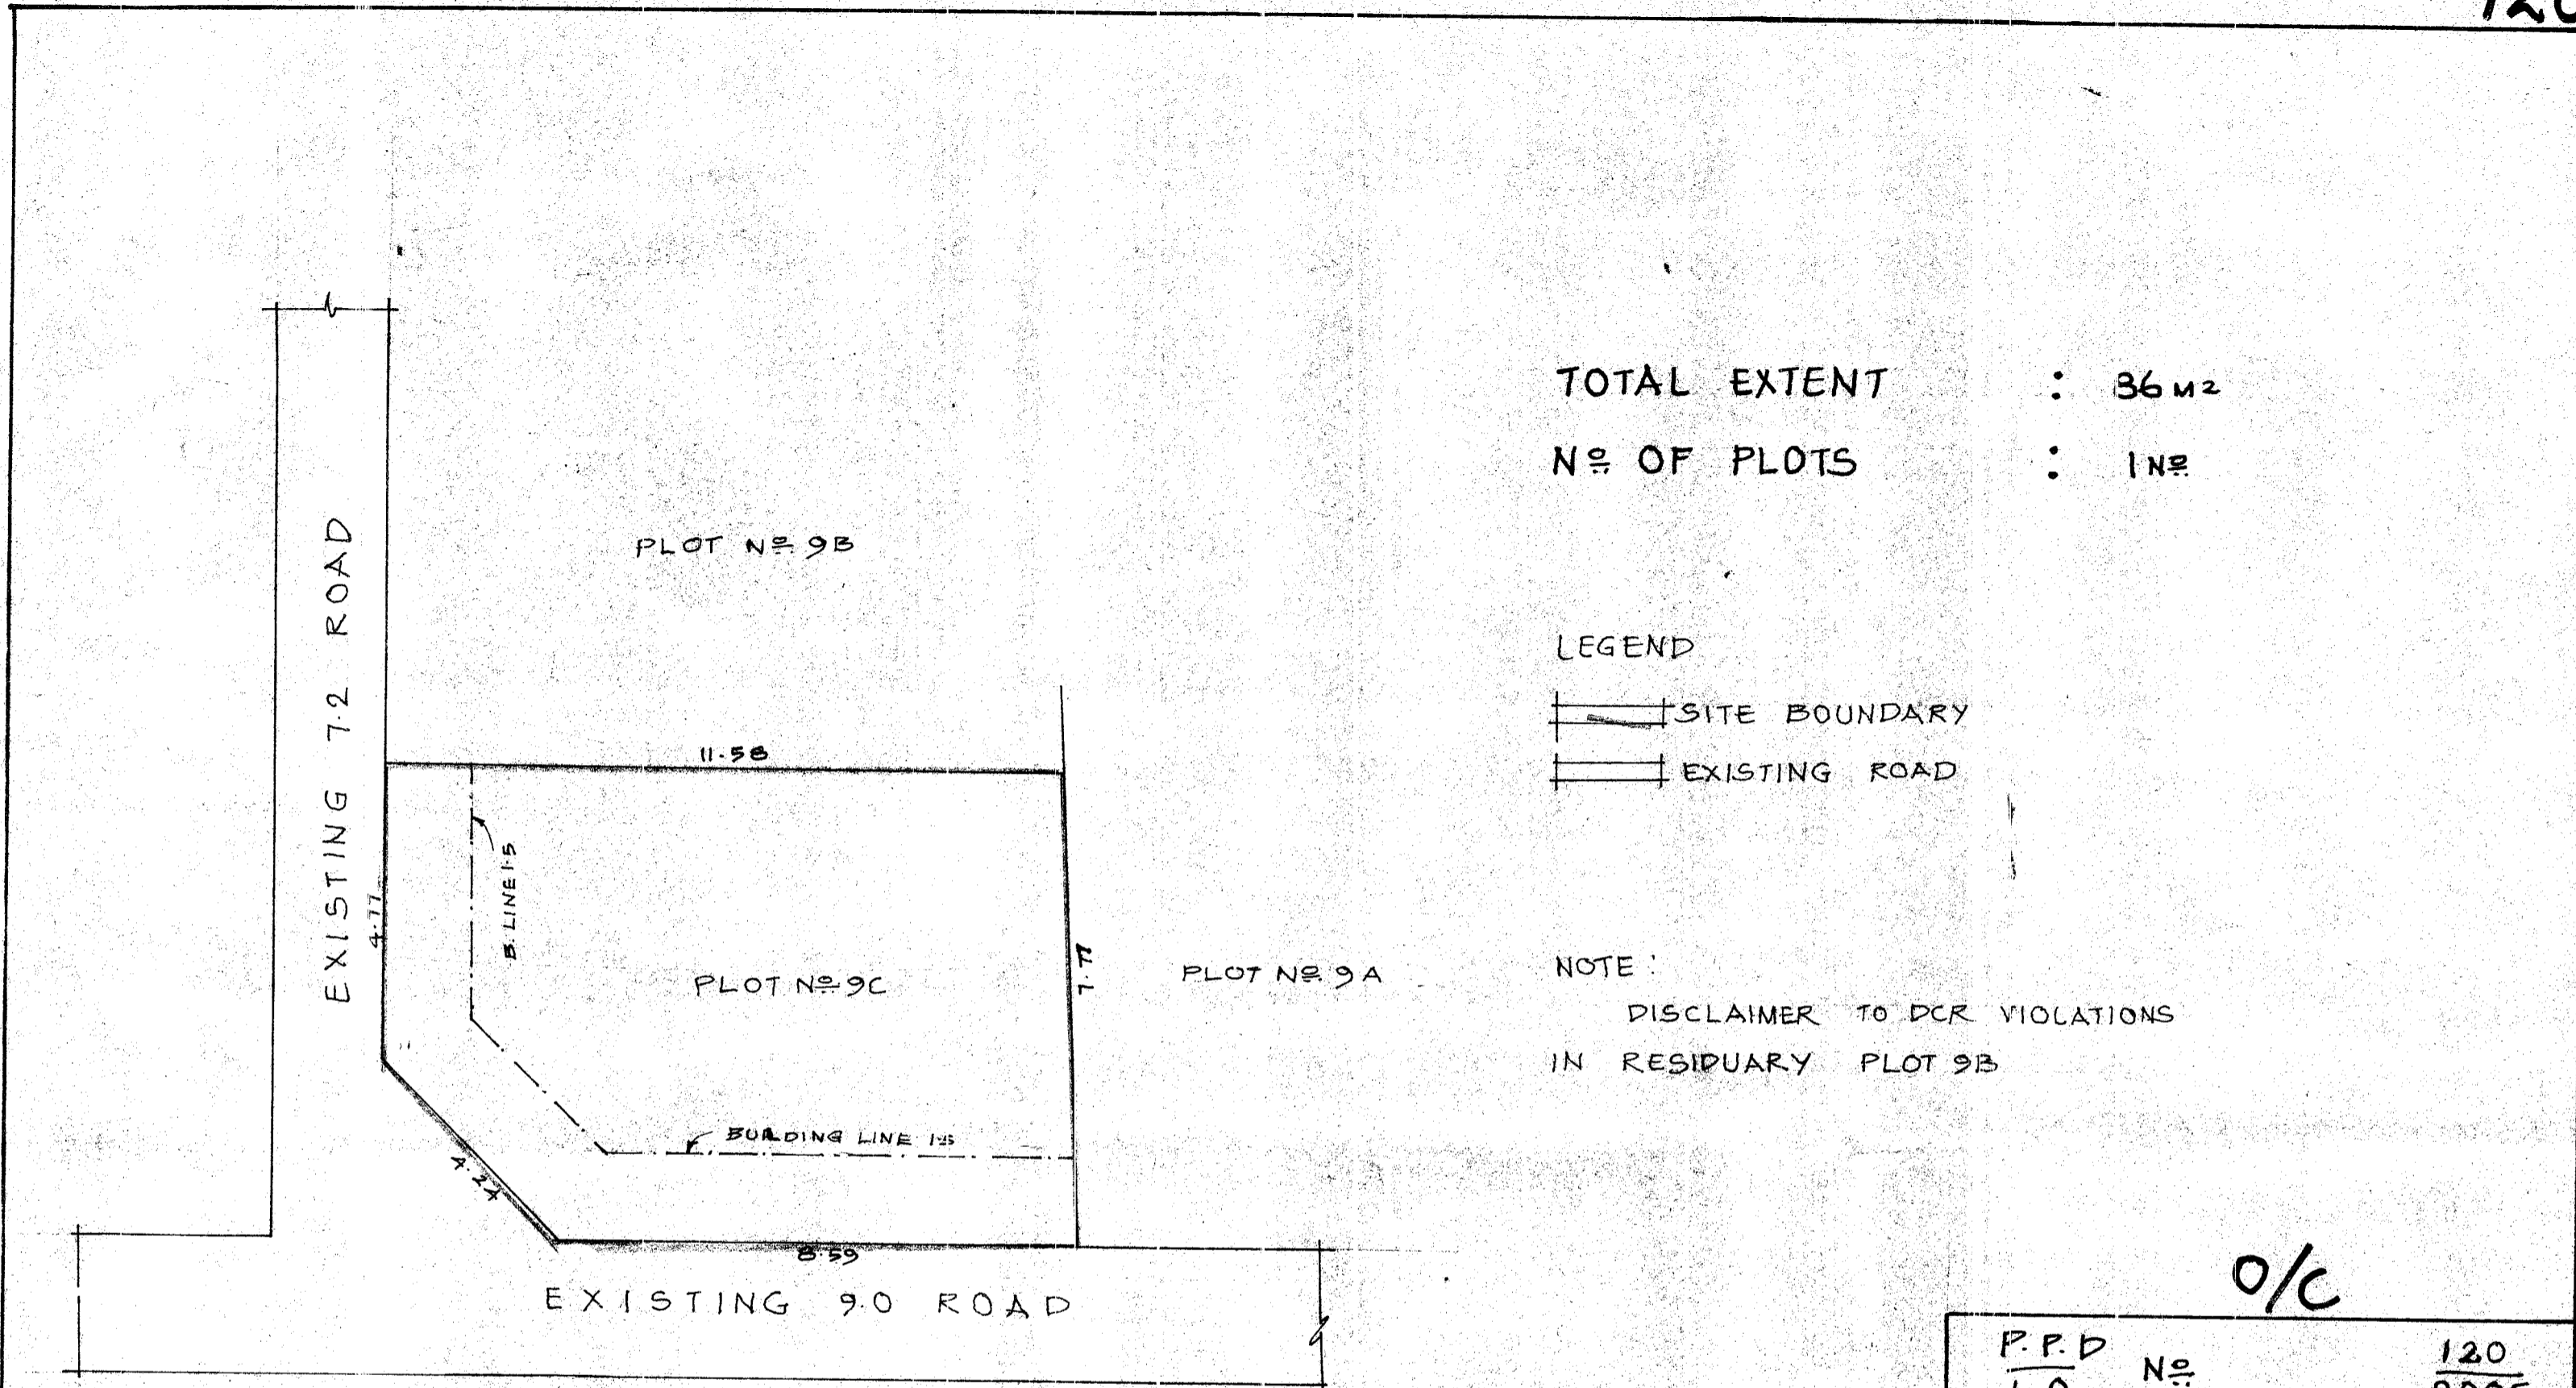 120
TOTAL EXTENT : 86 M2
Nº OF PLOTS : 1 Nº
PLOT Nº 9B
EXISTING 7.2 ROAD
LEGEND
SITE BOUNDARY
EXISTING ROAD
11.58
B. LINE 1.5
4.77
PLOT Nº 9C
7.77
PLOT Nº 9A
NOTE :
DISCLAIMER TO DCR VIOLATIONS
IN RESIDUARY PLOT 9B
BUILDING LINE 1.5
4.24
8.59
EXISTING 9.0 ROAD
O/C
P.P.D Nº 120